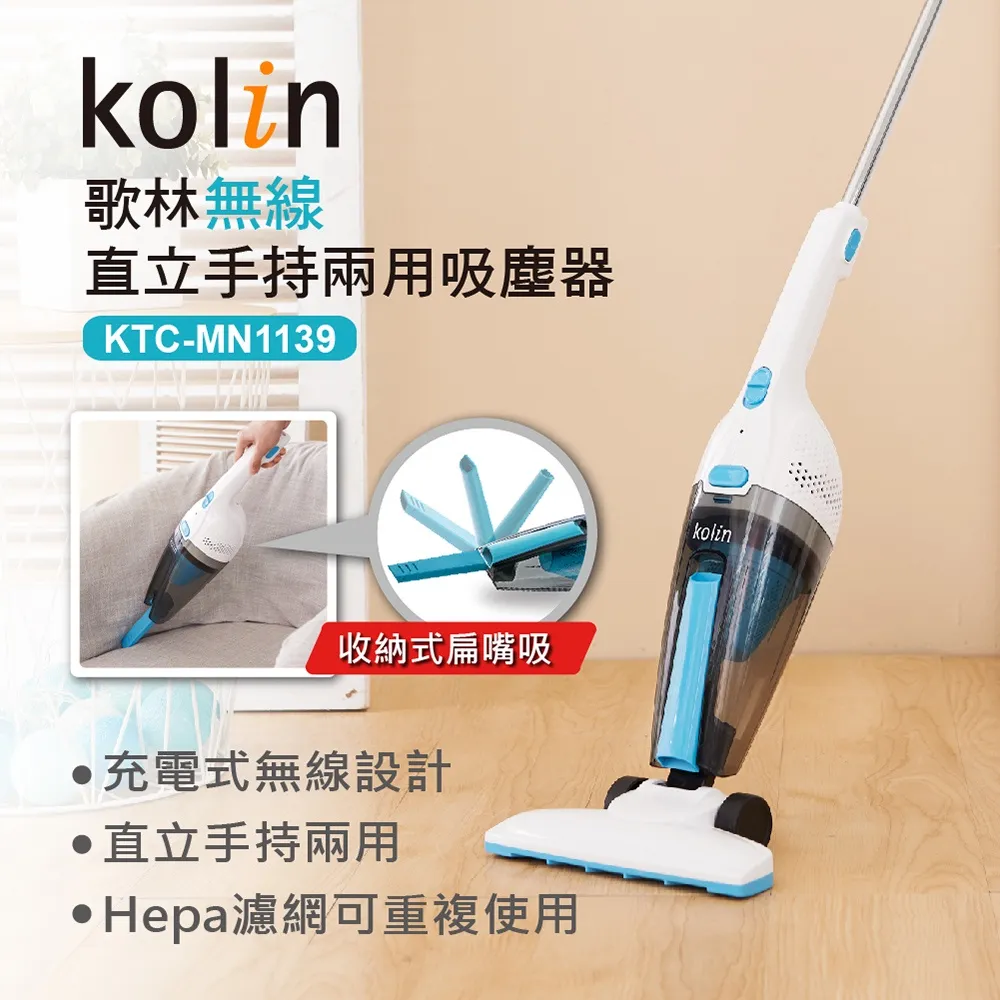 kolin
歌林無線
直立手持兩用吸塵器
KTC-MN1139
kolin
收納式扁嘴吸
•充電式無線設計
•直立手持兩用
•Hepa濾網可重複使用